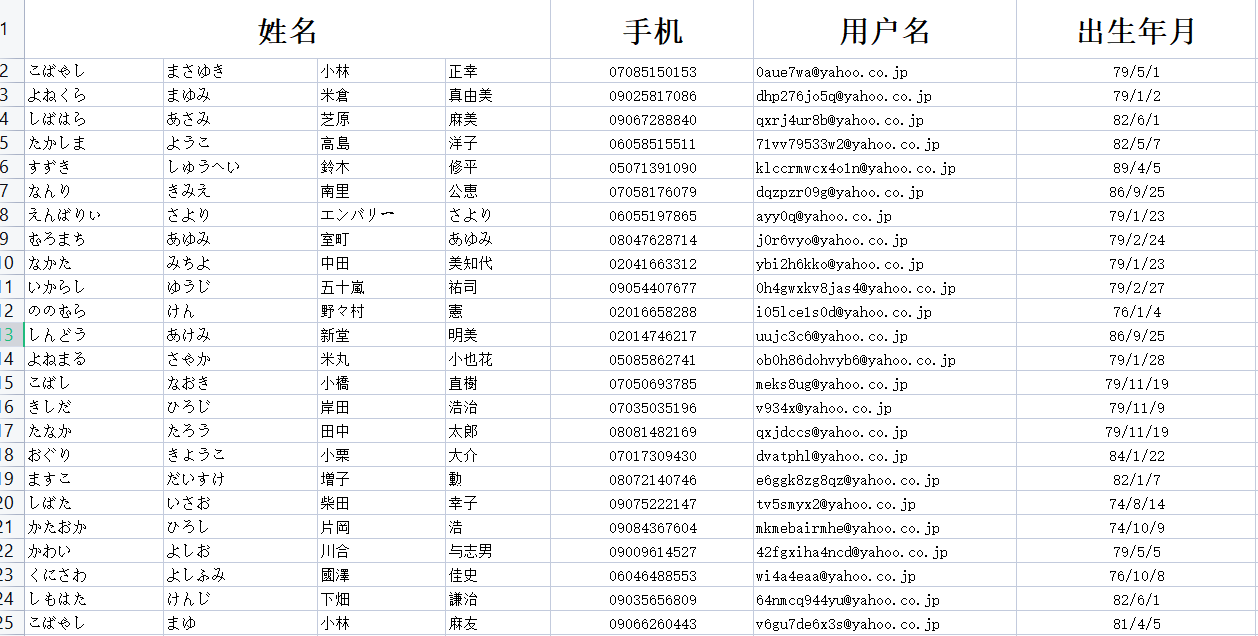 1 姓名 手机 用户名 出生年月
2 こばやし まさゆき 小林 正幸 07085150153 0aue7wa@yahoo.co.jp 79/5/1
3 よねくら まゆみ 米倉 真由美 09025817086 dhp276jo5q@yahoo.co.jp 79/1/2
4 しばはら あさみ 芝原 麻美 09067288840 qxrj4ur8b@yahoo.co.jp 82/6/1
5 たかしま ようこ 高島 洋子 06058515511 71vv79533w2@yahoo.co.jp 82/5/7
6 すずき しゅうへい 鈴木 修平 05071391090 klccrmwcx4o1n@yahoo.co.jp 89/4/5
7 なんり きみえ 南里 公恵 07058176079 dqzpzr09g@yahoo.co.jp 86/9/25
8 えんばりい さより エンバリー さより 06055197865 ayy0q@yahoo.co.jp 79/1/23
9 むろまち あゆみ 室町 あゆみ 08047628714 j0r6vyo@yahoo.co.jp 79/2/24
10 なかた みちよ 中田 美知代 02041663312 ybi2h6kko@yahoo.co.jp 79/1/23
11 いからし ゆうじ 五十嵐 祐司 09054407677 0h4gwxkv8jas4@yahoo.co.jp 79/2/27
12 ののむら けん 野々村 憲 02016658288 i05lce1s0d@yahoo.co.jp 76/1/4
13 しんどう あけみ 新堂 明美 02014746217 uujc3c6@yahoo.co.jp 86/9/25
14 よねまる さやか 米丸 小也花 05085862741 ob0h86dohvyb6@yahoo.co.jp 79/1/28
15 こばし なおき 小橋 直樹 07050693785 meks8ug@yahoo.co.jp 79/11/19
16 きしだ ひろじ 岸田 浩治 07035035196 v934x@yahoo.co.jp 79/11/9
17 たなか たろう 田中 太郎 08081482169 qxjdccs@yahoo.co.jp 79/11/19
18 おぐり きょうこ 小栗 大介 07017309430 dvatphl@yahoo.co.jp 84/1/22
19 ますこ だいすけ 増子 勳 08072140746 e6ggk8zg8qz@yahoo.co.jp 82/1/7
20 しばた いさお 柴田 幸子 09075222147 tv5smyx2@yahoo.co.jp 74/8/14
21 かたおか ひろし 片岡 浩 09084367604 mkmebairmhe@yahoo.co.jp 74/10/9
22 かわい よしお 川合 与志男 09009614527 42fgxiha4ncd@yahoo.co.jp 79/5/5
23 くにさわ よしふみ 國澤 佳史 06046488553 wi4a4eaa@yahoo.co.jp 76/10/8
24 しもはた けんじ 下畑 謙治 09035656809 64nmcq944yu@yahoo.co.jp 82/6/1
25 こばやし まゆ 小林 麻友 09066260443 v6gu7de6x3s@yahoo.co.jp 81/4/5